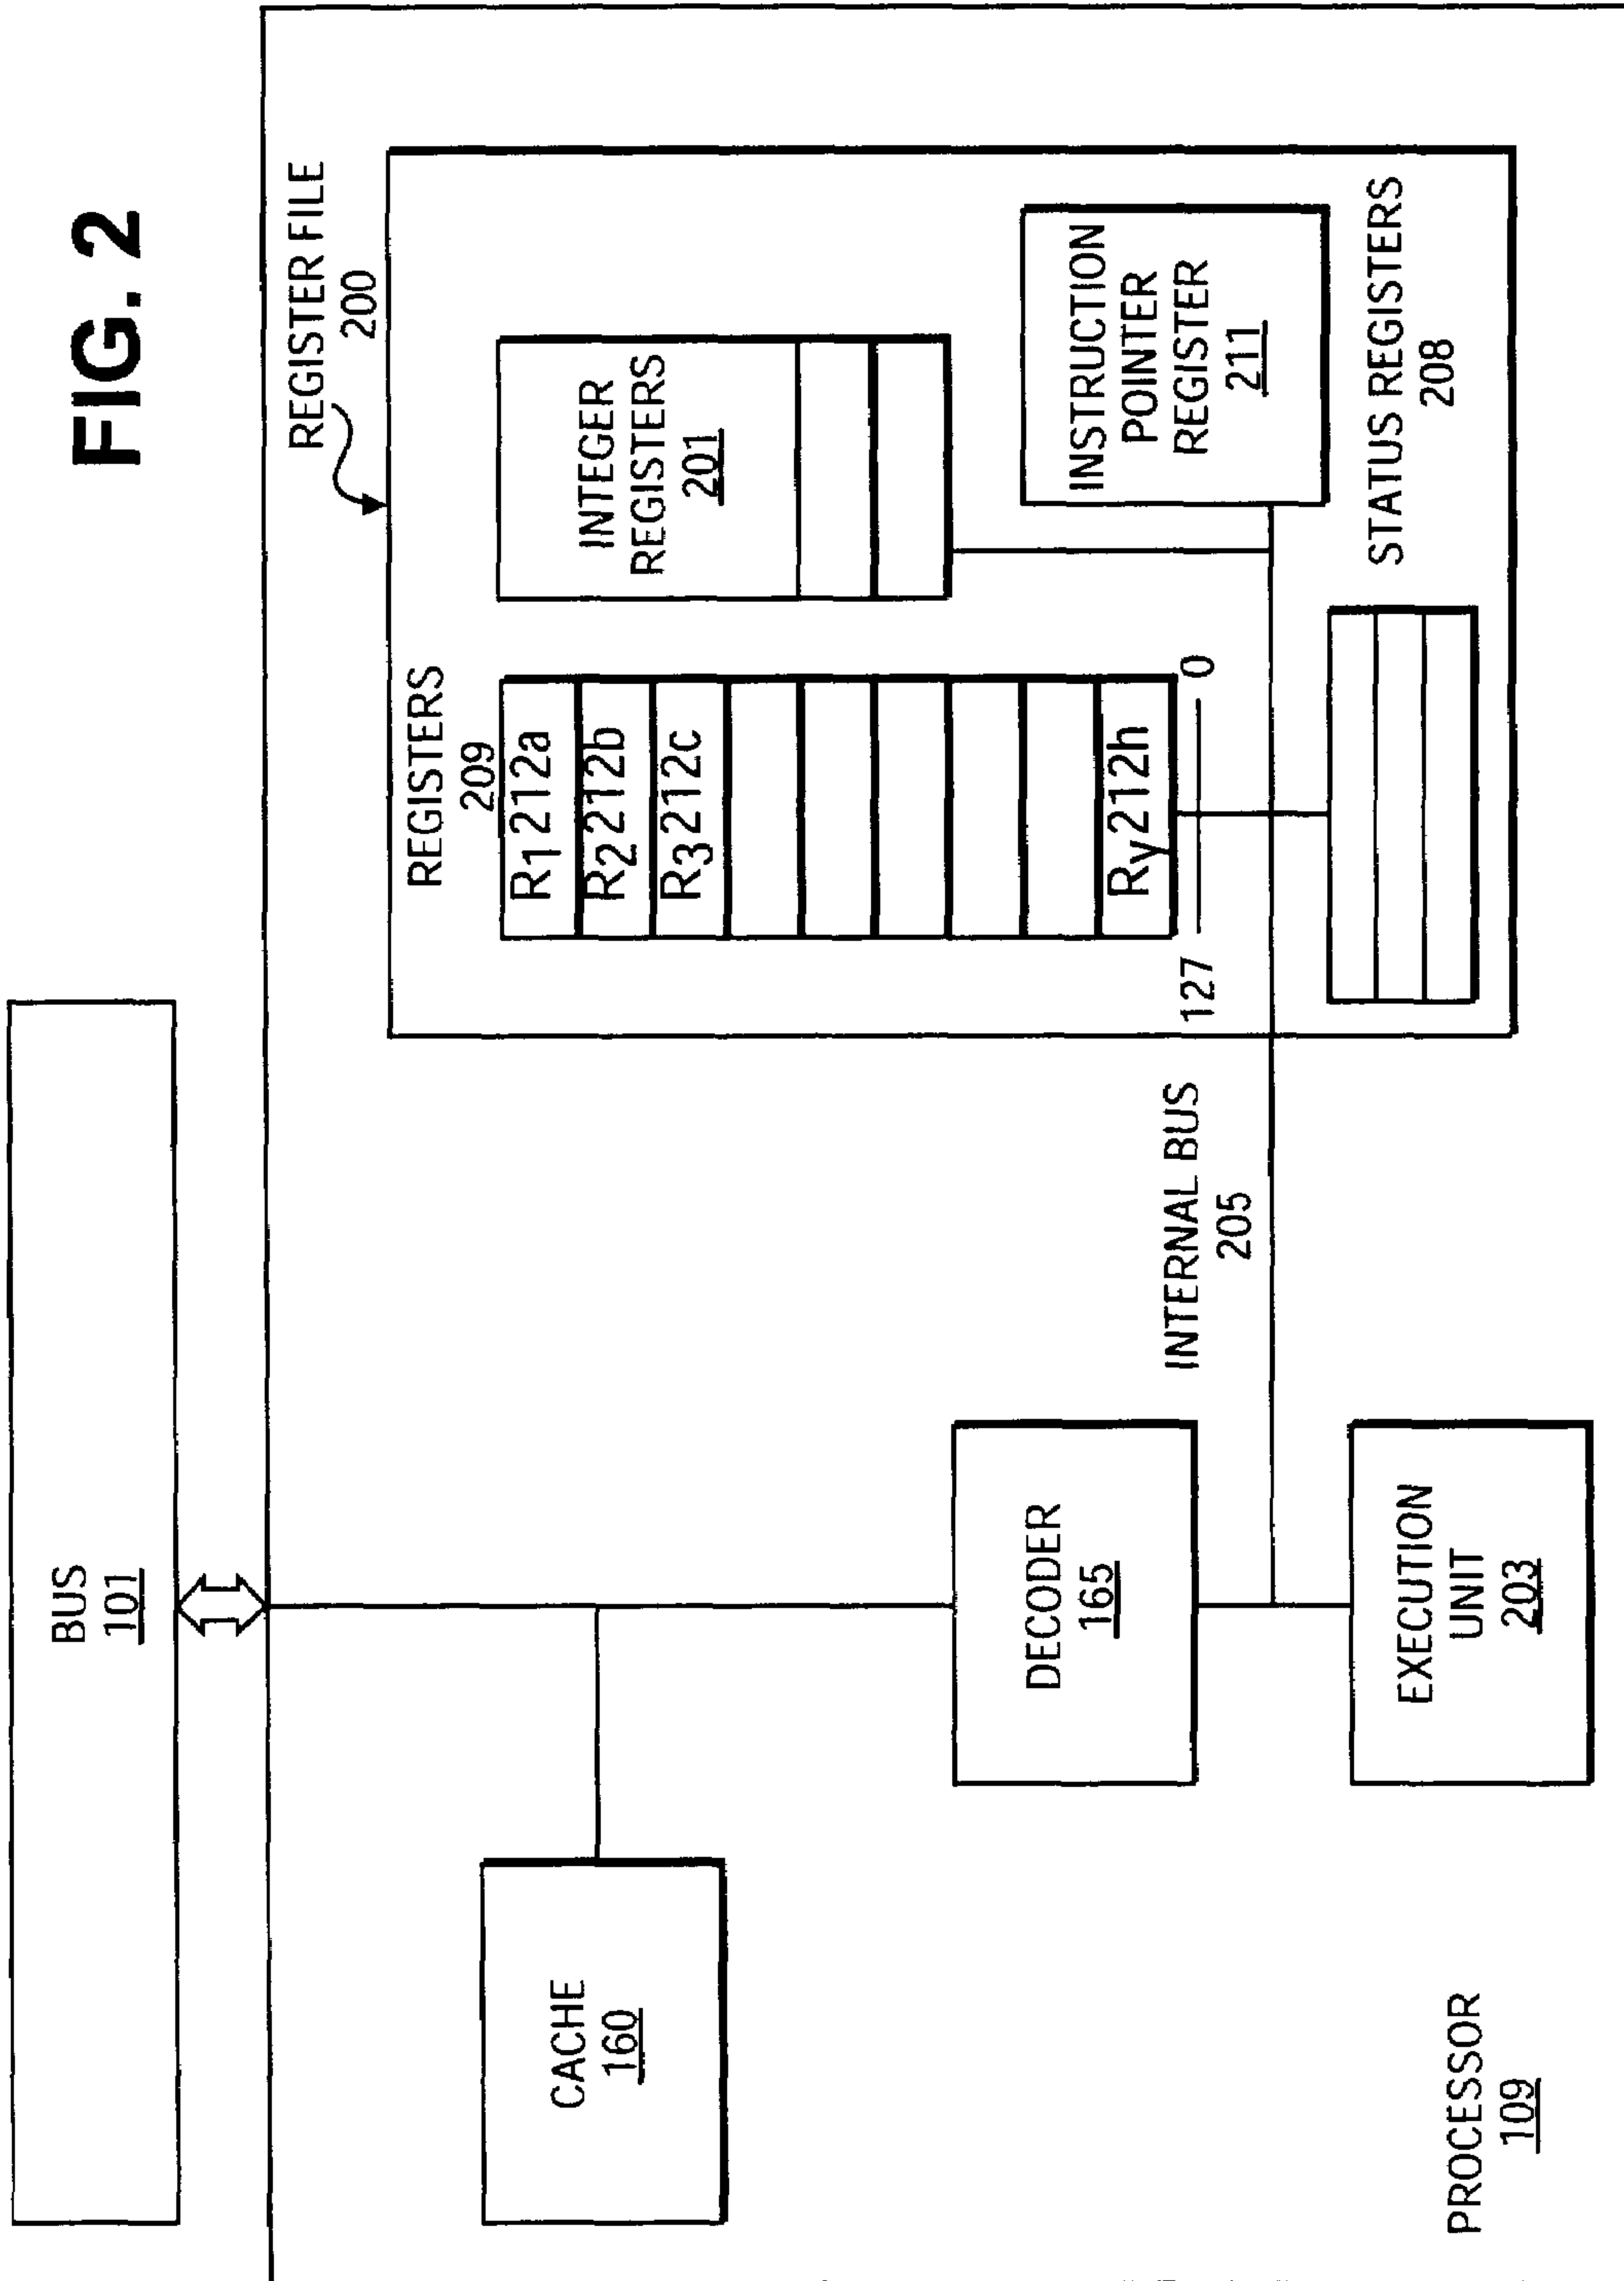 FIG. 2
BUS
101
REGISTER FILE
200
REGISTERS
209
R1 212a
R2 212b
R3 212c
Ry 212h
127
0
INTEGER
REGISTERS
201
INSTRUCTION
POINTER
REGISTER
211
STATUS REGISTERS
208
CACHE
160
DECODER
165
INTERNAL BUS
205
EXECUTION
UNIT
203
PROCESSOR
109